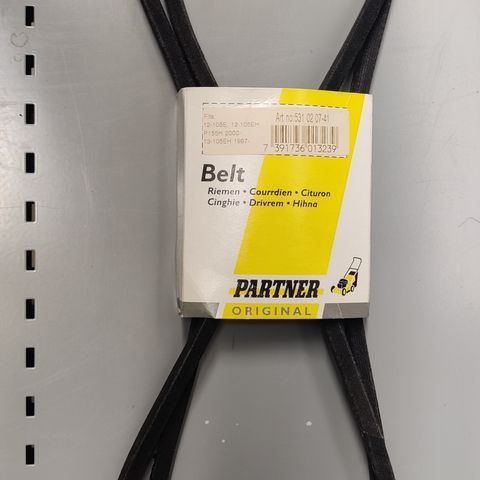 Fits
12-105E, 12-105EH
P155H 2000-
13-105EH 1997-
Art no:531 02 07-41
7 391736 013239
Belt
Riemen • Courrdien • Cituron
Cinghie • Drivrem • Hihna
PARTNER
ORIGINAL